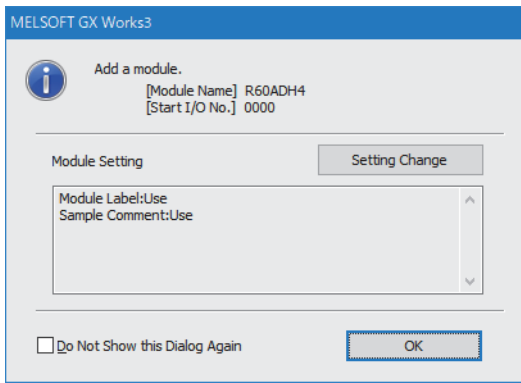 MELSOFT GX Works3
Add a module.
[Module Name] R60ADH4
[Start I/O No.] 0000
Module Setting
Setting Change
Module Label:Use
Sample Comment:Use
Do Not Show this Dialog Again
OK